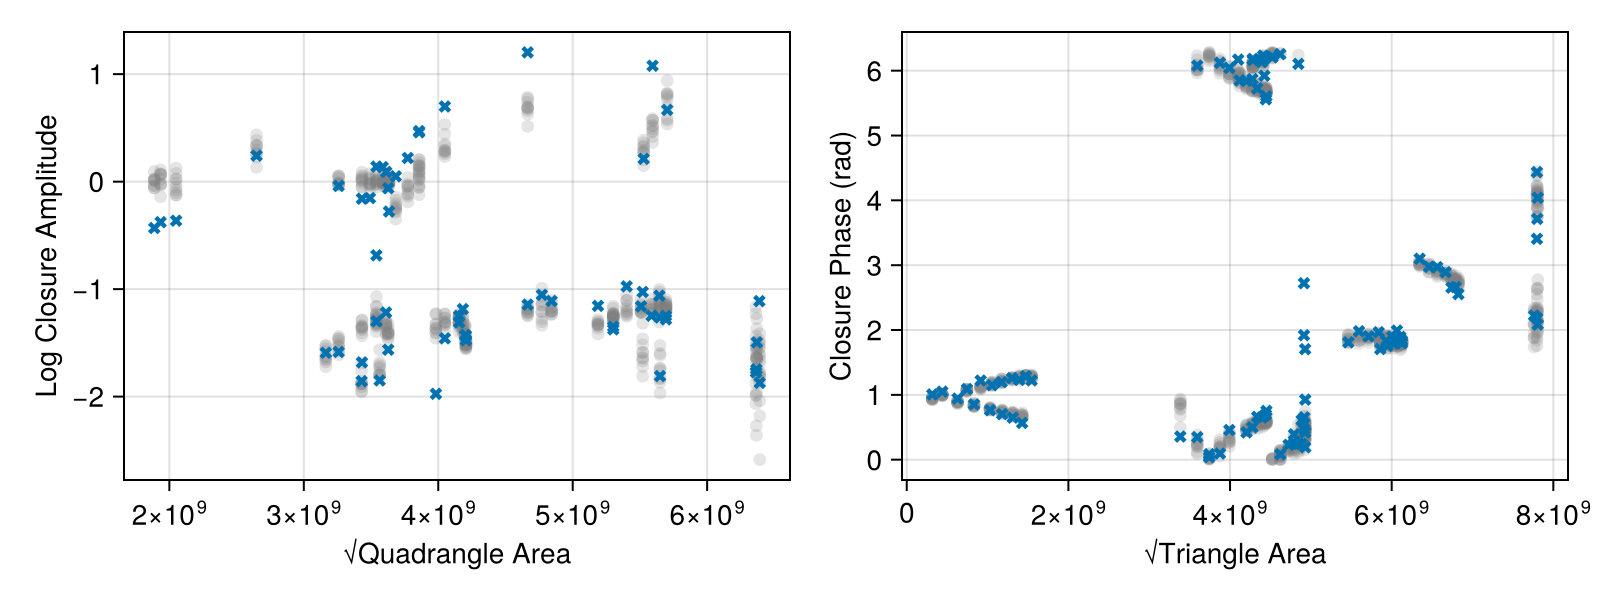 Log Closure Amplitude
1
0
−1
−2
2×10⁹ 3×10⁹ 4×10⁹ 5×10⁹ 6×10⁹
√Quadrangle Area
Closure Phase (rad)
6
5
4
3
2
1
0
0 2×10⁹ 4×10⁹ 6×10⁹ 8×10⁹
√Triangle Area